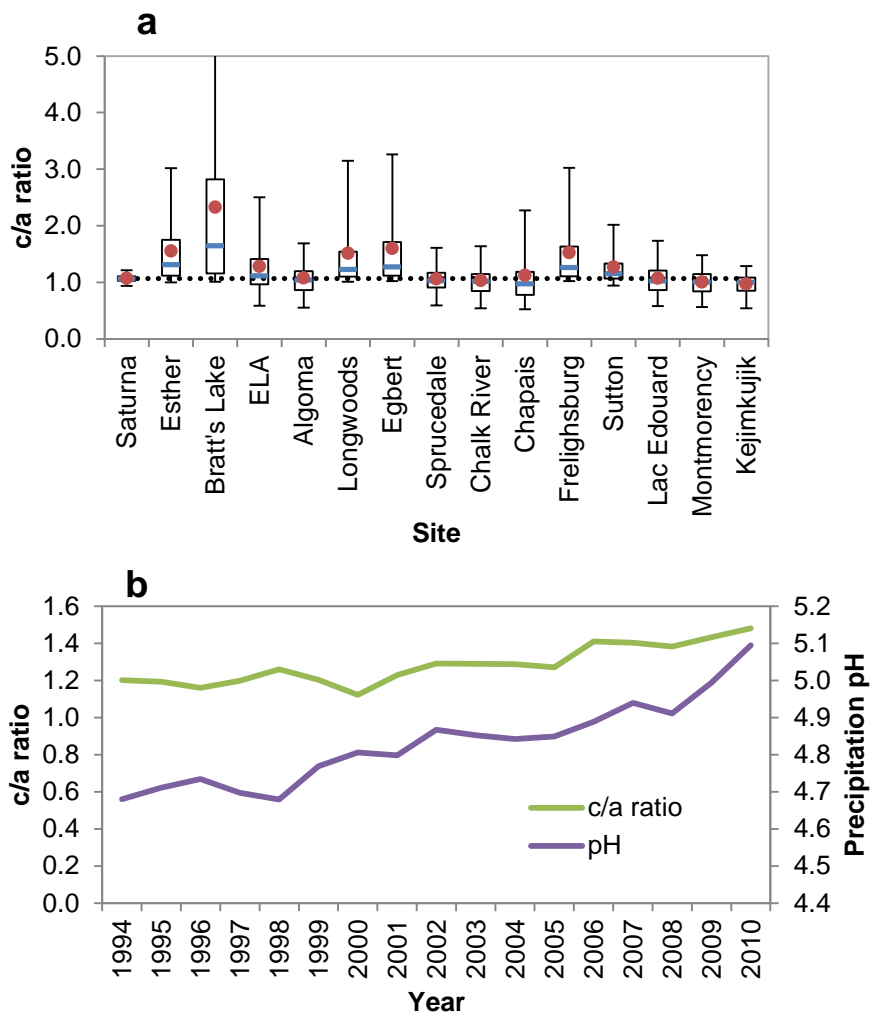 a
5.0
4.0
3.0
2.0
1.0
0.0
c/a ratio
Saturna
Esther
Bratt's Lake
ELA
Algoma
Longwoods
Egbert
Sprucedale
Chalk River
Chapais
Frelighsburg
Sutton
Lac Edouard
Montmorency
Kejimkujik
Site
b
1.6
1.4
1.2
1.0
0.8
0.6
0.4
0.2
0.0
c/a ratio
5.2
5.1
5.0
4.9
4.8
4.7
4.6
4.5
4.4
Precipitation pH
c/a ratio
pH
1994
1995
1996
1997
1998
1999
2000
2001
2002
2003
2004
2005
2006
2007
2008
2009
2010
Year